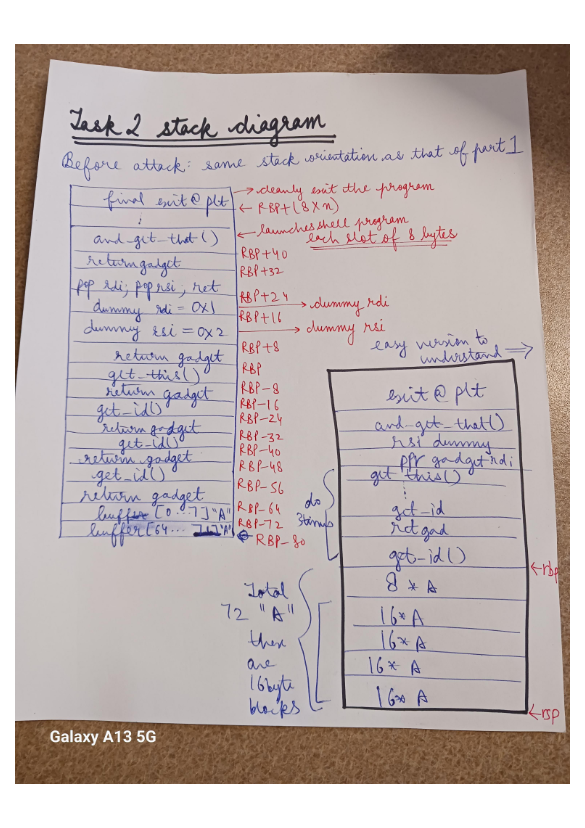 Task 2 stack diagram
Before attack: same stack orientation as that of part 1
final exit @ plt → cleanly exit the program
← RBP + (8 x n)
:
and-get-that() ← launches shell program
each slot of 8 bytes
return gadget RBP+40
RBP+32
pop rdi; pop rsi, ret
RBP+24
dummy rdi = 0x1 → dummy rdi
RBP+16
dummy rsi = 0x2 → dummy rsi
return gadget RBP+8
get-this() RBP
return gadget RBP-8
get-id() RBP-16
return gadget RBP-24
get-id() RBP-32
return gadget RBP-40
get-id() RBP-48
return gadget RBP-56
buffer [0...7] "A" RBP-64
RBP-72
buffer [64... 71] "A" RBP-80
easy version to
understand ⇒
exit @ plt
and-get-that()
rsi dummy
ppr gadget rdi
get this()
do
3 times
get-id
ret gad
get-id()
← rbp
8 * A
16* A
16* A
16* A
16* A
← rsp
Total
72 "A"
these
are
16 byte
blocks
Galaxy A13 5G